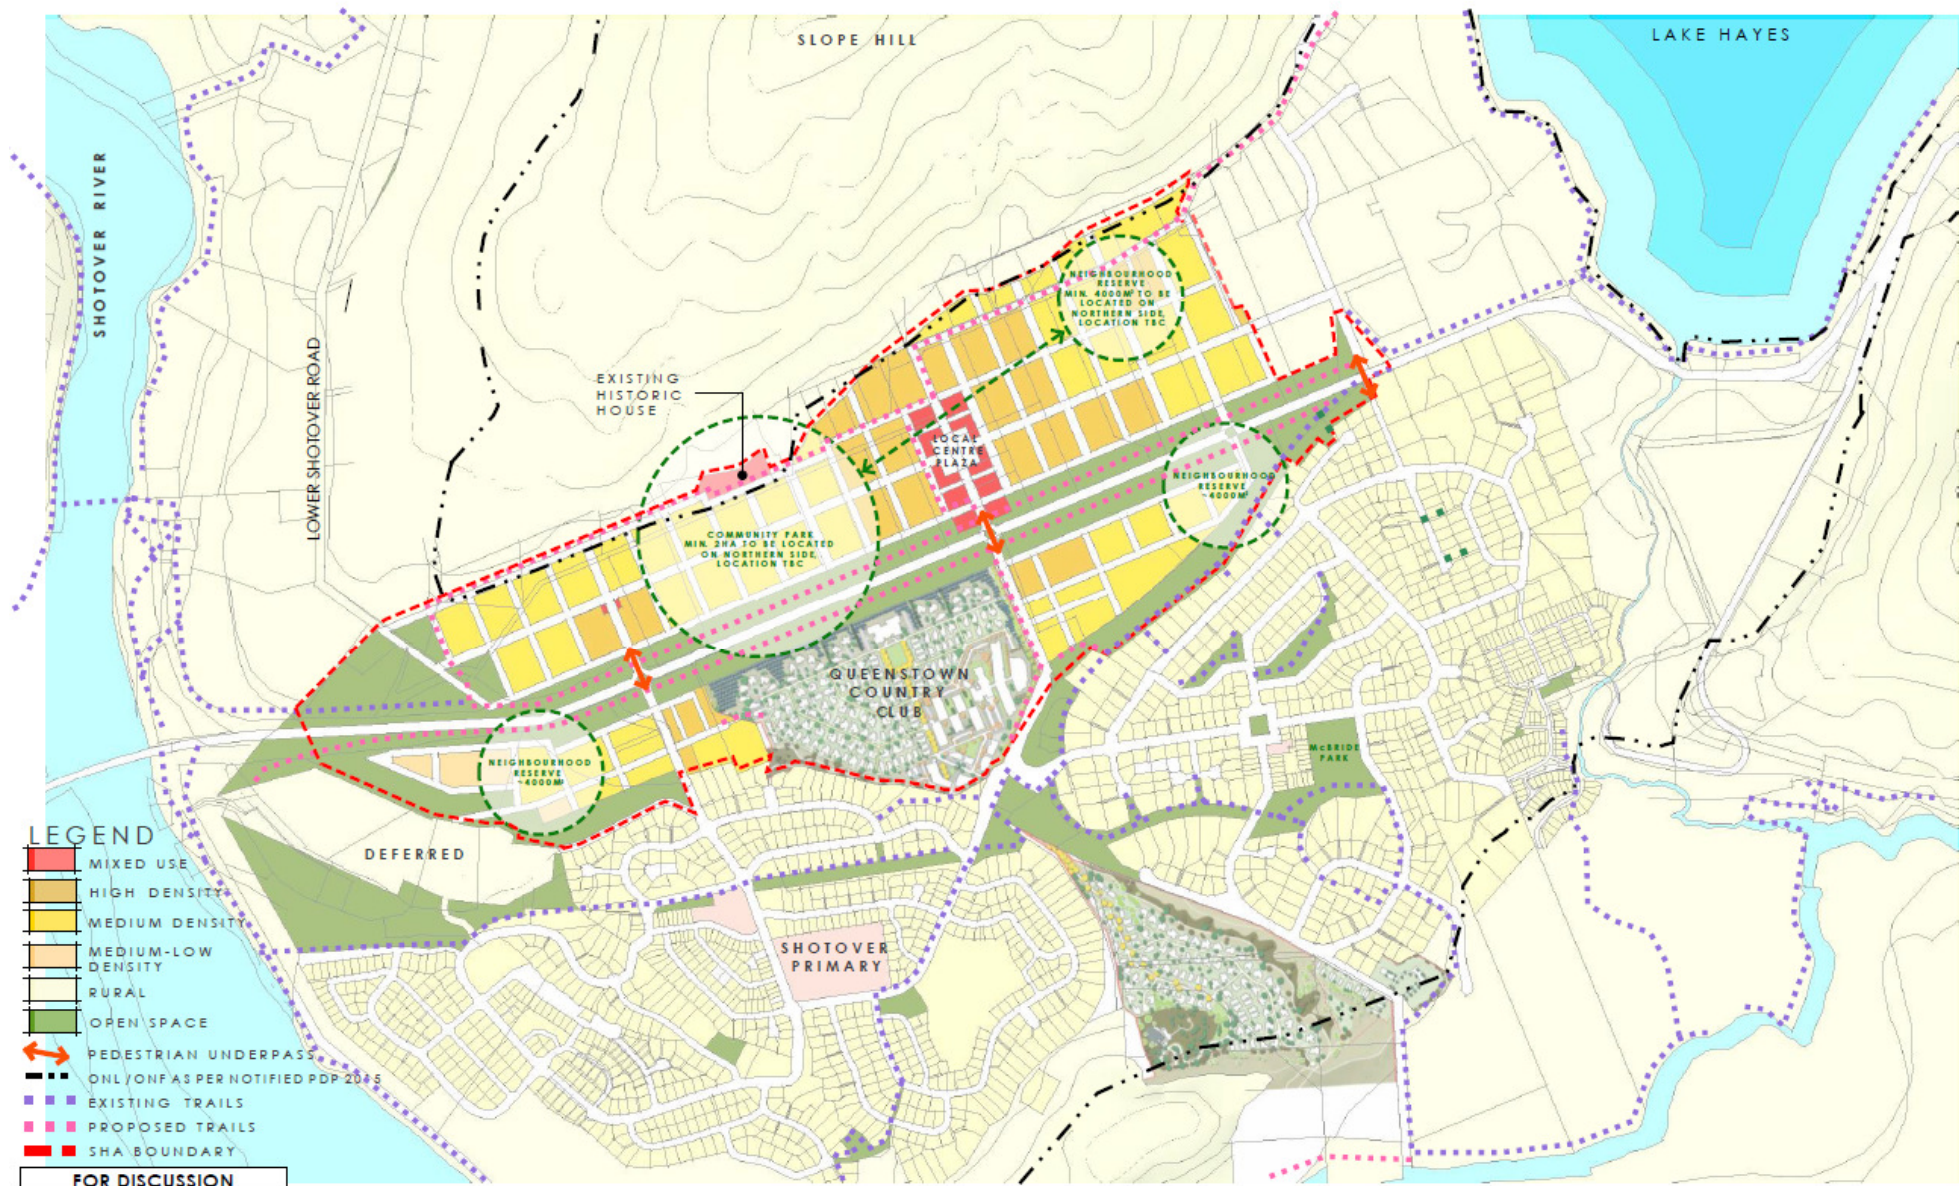 SLOPE HILL
LAKE HAYES
SHOTOVER RIVER
LOWER SHOTOVER ROAD
EXISTING
HISTORIC
HOUSE
NEIGHBOURHOOD
RESERVE
MIN. 4000M² TO BE
LOCATED ON
NORTHERN SIDE,
LOCATION TBC
LOCAL
CENTRE
PLAZA
NEIGHBOURHOOD
RESERVE
~4000M²
COMMUNITY PARK
MIN. 2HA TO BE LOCATED
ON NORTHERN SIDE,
LOCATION TBC
QUEENSTOWN
COUNTRY
CLUB
NEIGHBOURHOOD
RESERVE
~4000M²
McBRIDE
PARK
DEFERRED
SHOTOVER
PRIMARY
LEGEND
MIXED USE
HIGH DENSITY
MEDIUM DENSITY
MEDIUM-LOW
DENSITY
RURAL
OPEN SPACE
PEDESTRIAN UNDERPASS
ONL/ONF AS PER NOTIFIED PDP 2015
EXISTING TRAILS
PROPOSED TRAILS
SHA BOUNDARY
FOR DISCUSSION